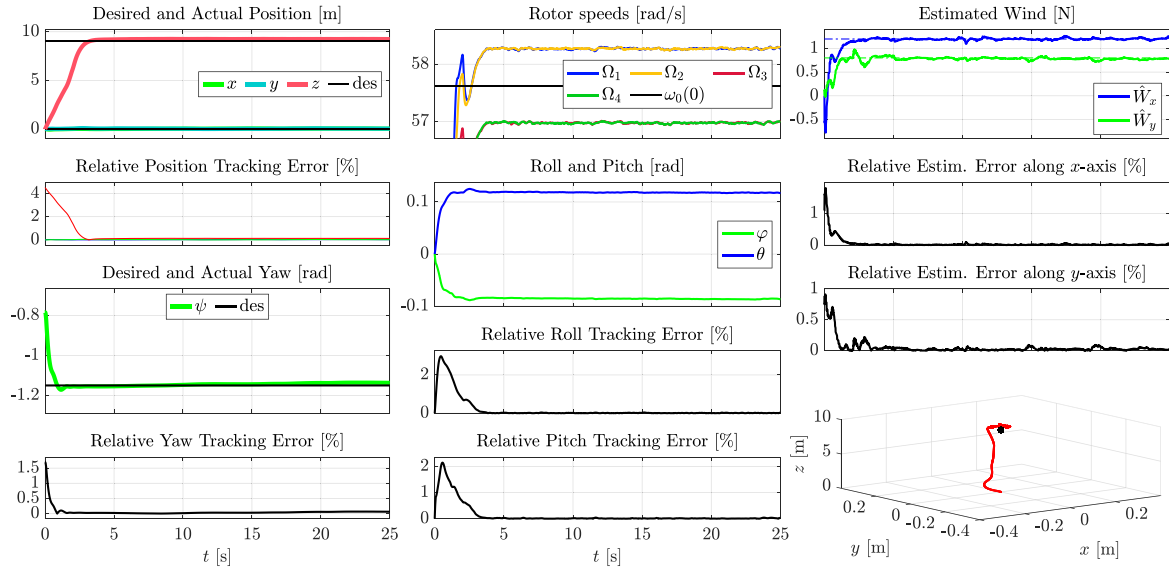 Desired and Actual Position [m]
10
5
0
x y z des
Relative Position Tracking Error [%]
4
2
0
Desired and Actual Yaw [rad]
ψ des
-0.8
-1
-1.2
Relative Yaw Tracking Error [%]
1.5
1
0.5
0
0 5 10 15 20 25
t [s]
Rotor speeds [rad/s]
58
57
Ω1 Ω2 Ω3
Ω4 ω0(0)
Roll and Pitch [rad]
0.1
0
-0.1
φ
θ
Relative Roll Tracking Error [%]
2
0
Relative Pitch Tracking Error [%]
2
1
0
0 5 10 15 20 25
t [s]
Estimated Wind [N]
1
0.5
0
-0.5
Ŵx
Ŵy
Relative Estim. Error along x-axis [%]
1
0
Relative Estim. Error along y-axis [%]
1
0.5
0
10
5
0
z [m]
0.2
0
-0.2
-0.4
y [m]
-0.4
-0.2
0
0.2
x [m]